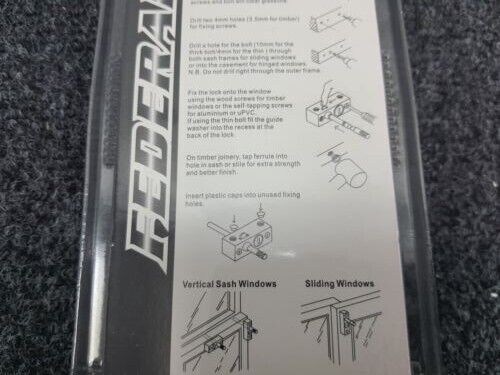 FEDERAL
screws and bolt will clear glassline.
Drill two 4mm holes (3.5mm for timber)
for fixing screws.
Drill a hole for the bolt (10mm for the
thick bolt/4mm for the thin ) through
both sash frames for sliding windows
or into the casement for hinged windows.
N.B. Do not drill right through the outer frame.
Fix the lock onto the window
using the wood screws for timber
windows or the self-tapping screws
for aluminium or uPVC.
If using the thin bolt fit the guide
washer into the recess at the
back of the lock.
On timber joinery, tap ferrule into
hole in sash or stile for extra strength
and better finish.
Insert plastic caps into unused fixing
holes.
Vertical Sash Windows
Sliding Windows